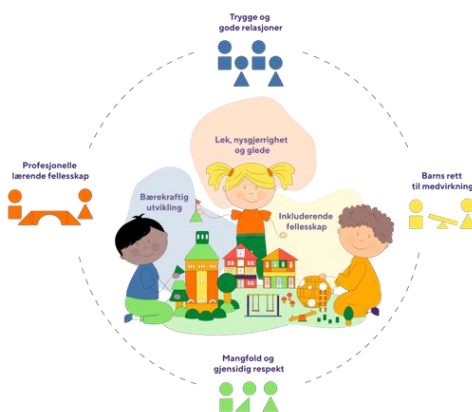 Trygge og
gode relasjoner
Lek, nysgjerrighet
og glede
Profesjonelle
lærende fellesskap
Bærekraftig
utvikling
Inkluderende
fellesskap
Barns rett
til medvirkning
Mangfold og
gjensidig respekt